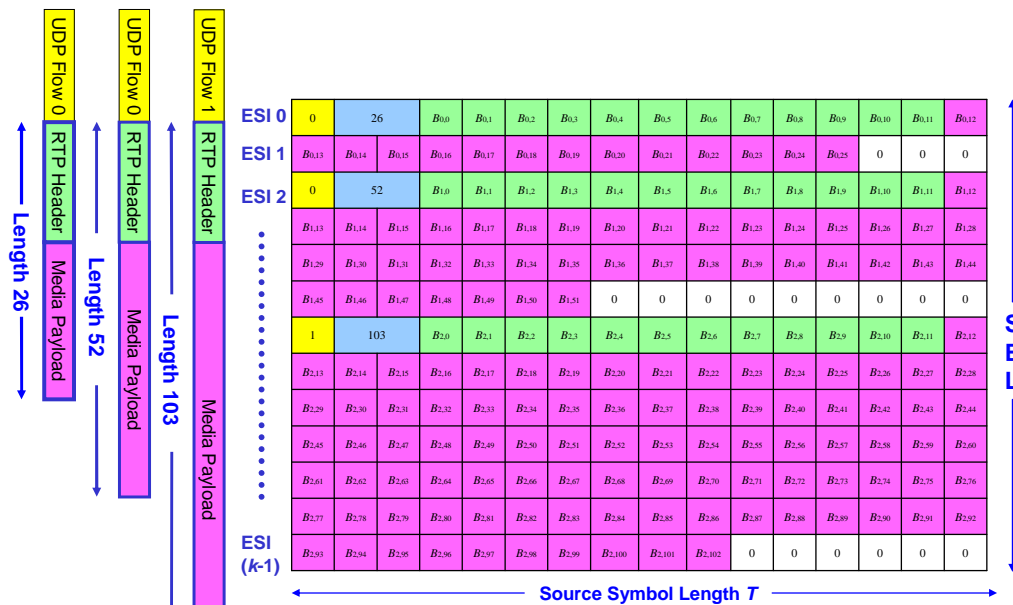 UDP Flow 0
RTP Header
Media Payload
Length 26
UDP Flow 0
RTP Header
Media Payload
Length 52
UDP Flow 1
RTP Header
Media Payload
Length 103
ESI 0
0 26 B0,0 B0,1 B0,2 B0,3 B0,4 B0,5 B0,6 B0,7 B0,8 B0,9 B0,10 B0,11 B0,12
ESI 1
B0,13 B0,14 B0,15 B0,16 B0,17 B0,18 B0,19 B0,20 B0,21 B0,22 B0,23 B0,24 B0,25 0 0 0
ESI 2
0 52 B1,0 B1,1 B1,2 B1,3 B1,4 B1,5 B1,6 B1,7 B1,8 B1,9 B1,10 B1,11 B1,12
B1,13 B1,14 B1,15 B1,16 B1,17 B1,18 B1,19 B1,20 B1,21 B1,22 B1,23 B1,24 B1,25 B1,26 B1,27 B1,28
B1,29 B1,30 B1,31 B1,32 B1,33 B1,34 B1,35 B1,36 B1,37 B1,38 B1,39 B1,40 B1,41 B1,42 B1,43 B1,44
B1,45 B1,46 B1,47 B1,48 B1,49 B1,50 B1,51 0 0 0 0 0 0 0 0 0
1 103 B2,0 B2,1 B2,2 B2,3 B2,4 B2,5 B2,6 B2,7 B2,8 B2,9 B2,10 B2,11 B2,12
B2,13 B2,14 B2,15 B2,16 B2,17 B2,18 B2,19 B2,20 B2,21 B2,22 B2,23 B2,24 B2,25 B2,26 B2,27 B2,28
B2,29 B2,30 B2,31 B2,32 B2,33 B2,34 B2,35 B2,36 B2,37 B2,38 B2,39 B2,40 B2,41 B2,42 B2,43 B2,44
B2,45 B2,46 B2,47 B2,48 B2,49 B2,50 B2,51 B2,52 B2,53 B2,54 B2,55 B2,56 B2,57 B2,58 B2,59 B2,60
B2,61 B2,62 B2,63 B2,64 B2,65 B2,66 B2,67 B2,68 B2,69 B2,70 B2,71 B2,72 B2,73 B2,74 B2,75 B2,76
B2,77 B2,78 B2,79 B2,80 B2,81 B2,82 B2,83 B2,84 B2,85 B2,86 B2,87 B2,88 B2,89 B2,90 B2,91 B2,92
ESI
(k-1)
B2,93 B2,94 B2,95 B2,96 B2,97 B2,98 B2,99 B2,100 B2,101 B2,102 0 0 0 0 0 0
Source Symbol Length T